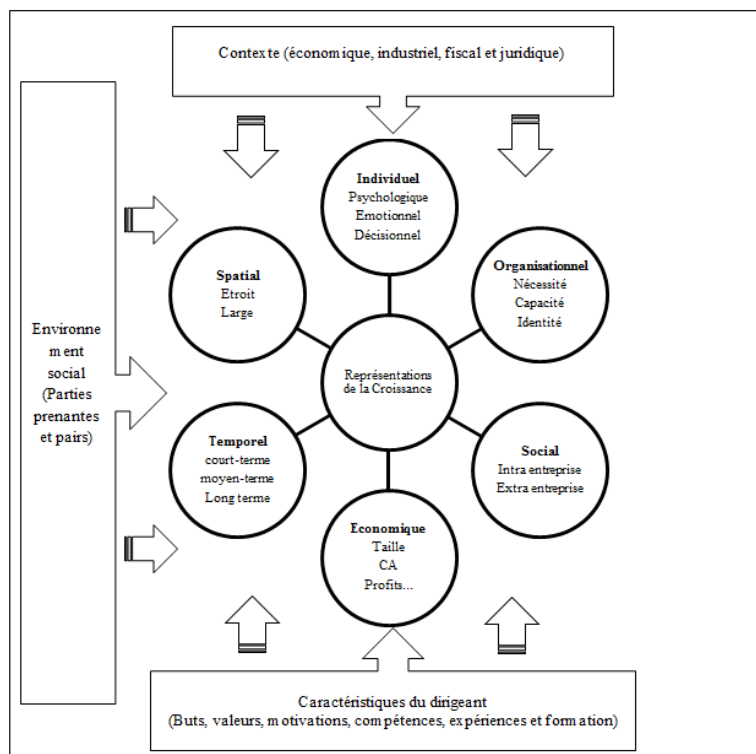 Contexte (économique, industriel, fiscal et juridique)
Individuel
Psychologique
Emotionnel
Décisionnel
Spatial
Etroit
Large
Organisationnel
Nécessité
Capacité
Identité
Environne
ment
social
(Parties
prenantes
et pairs)
Représentations
de la Croissance
Temporel
court-terme
moyen-terme
Long terme
Social
Intra entreprise
Extra entreprise
Economique
Taille
CA
Profits...
Caractéristiques du dirigeant
(Buts, valeurs, motivations, compétences, expériences et formation)